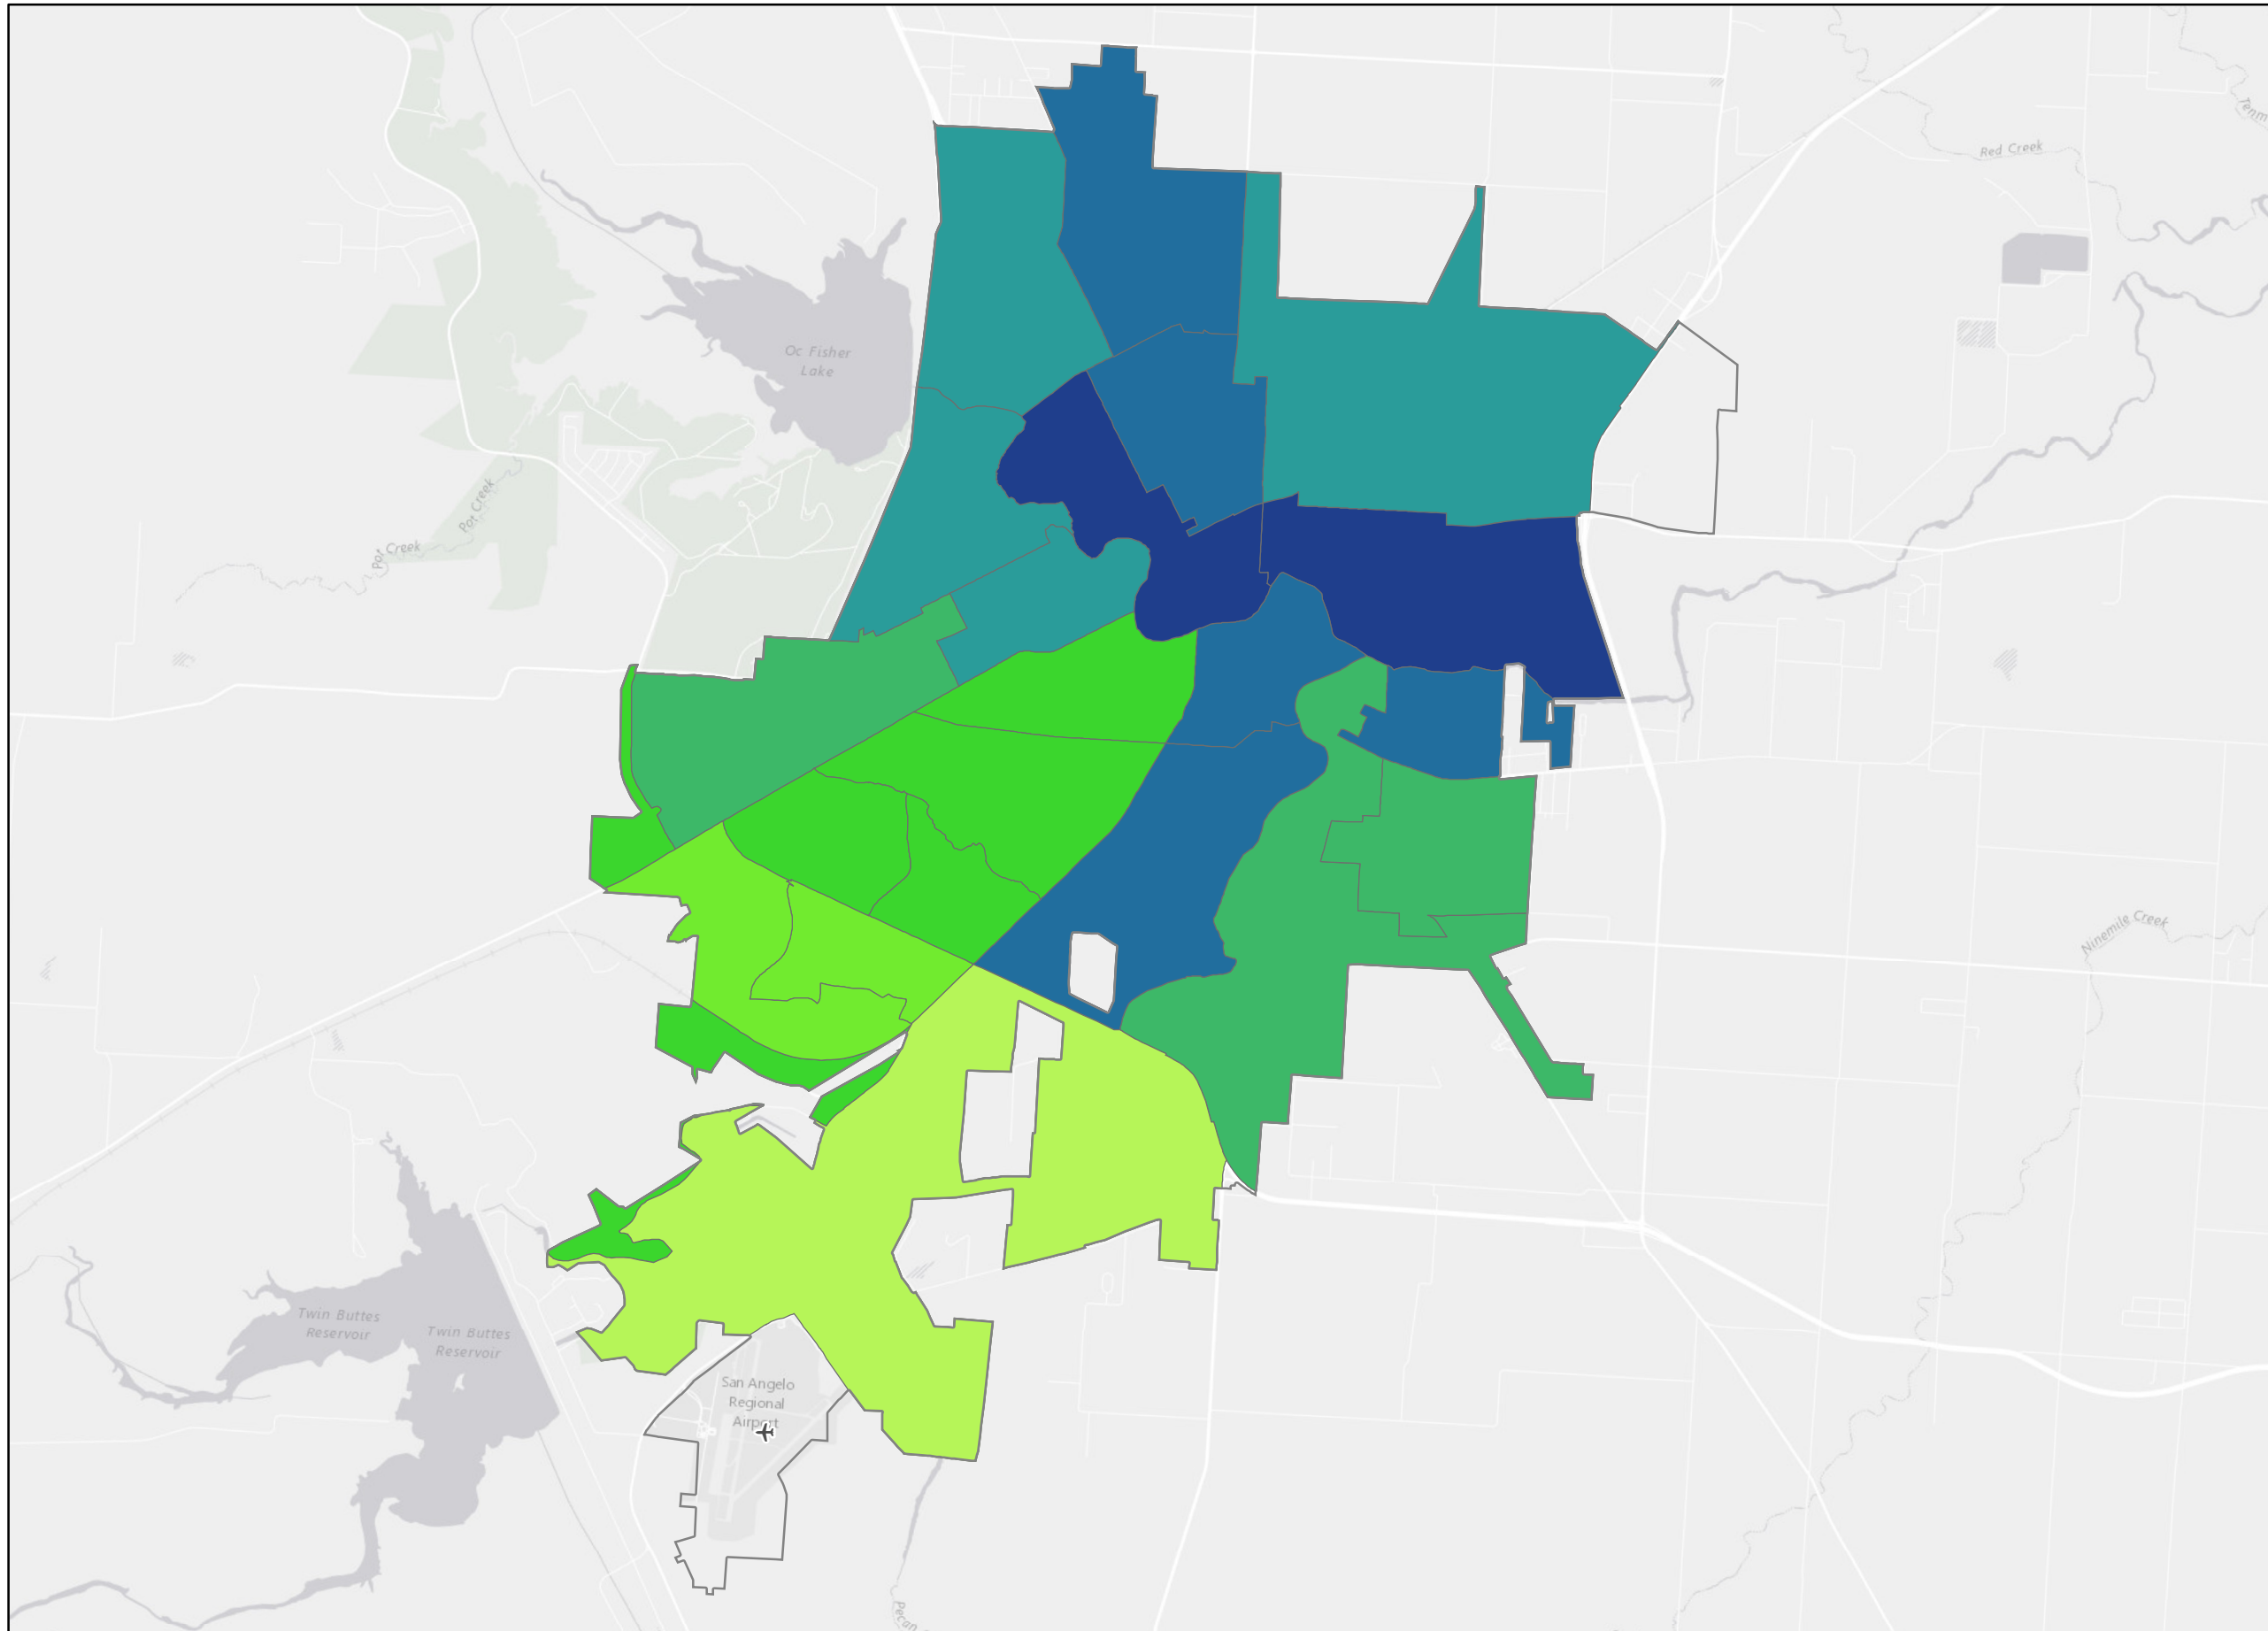 Red Creek
Oc Fisher
Lake
Pot Creek
Pot Creek
Ninemile Creek
Twin Buttes
Reservoir
Twin Buttes
Reservoir
San Angelo
Regional
Airport
Pecan